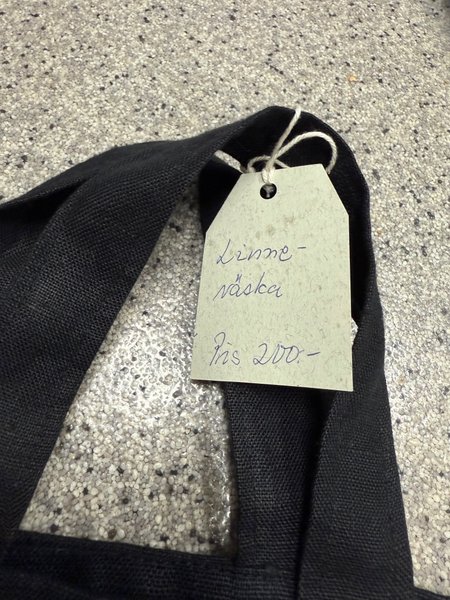 Linne-
väska
Pris 200.-